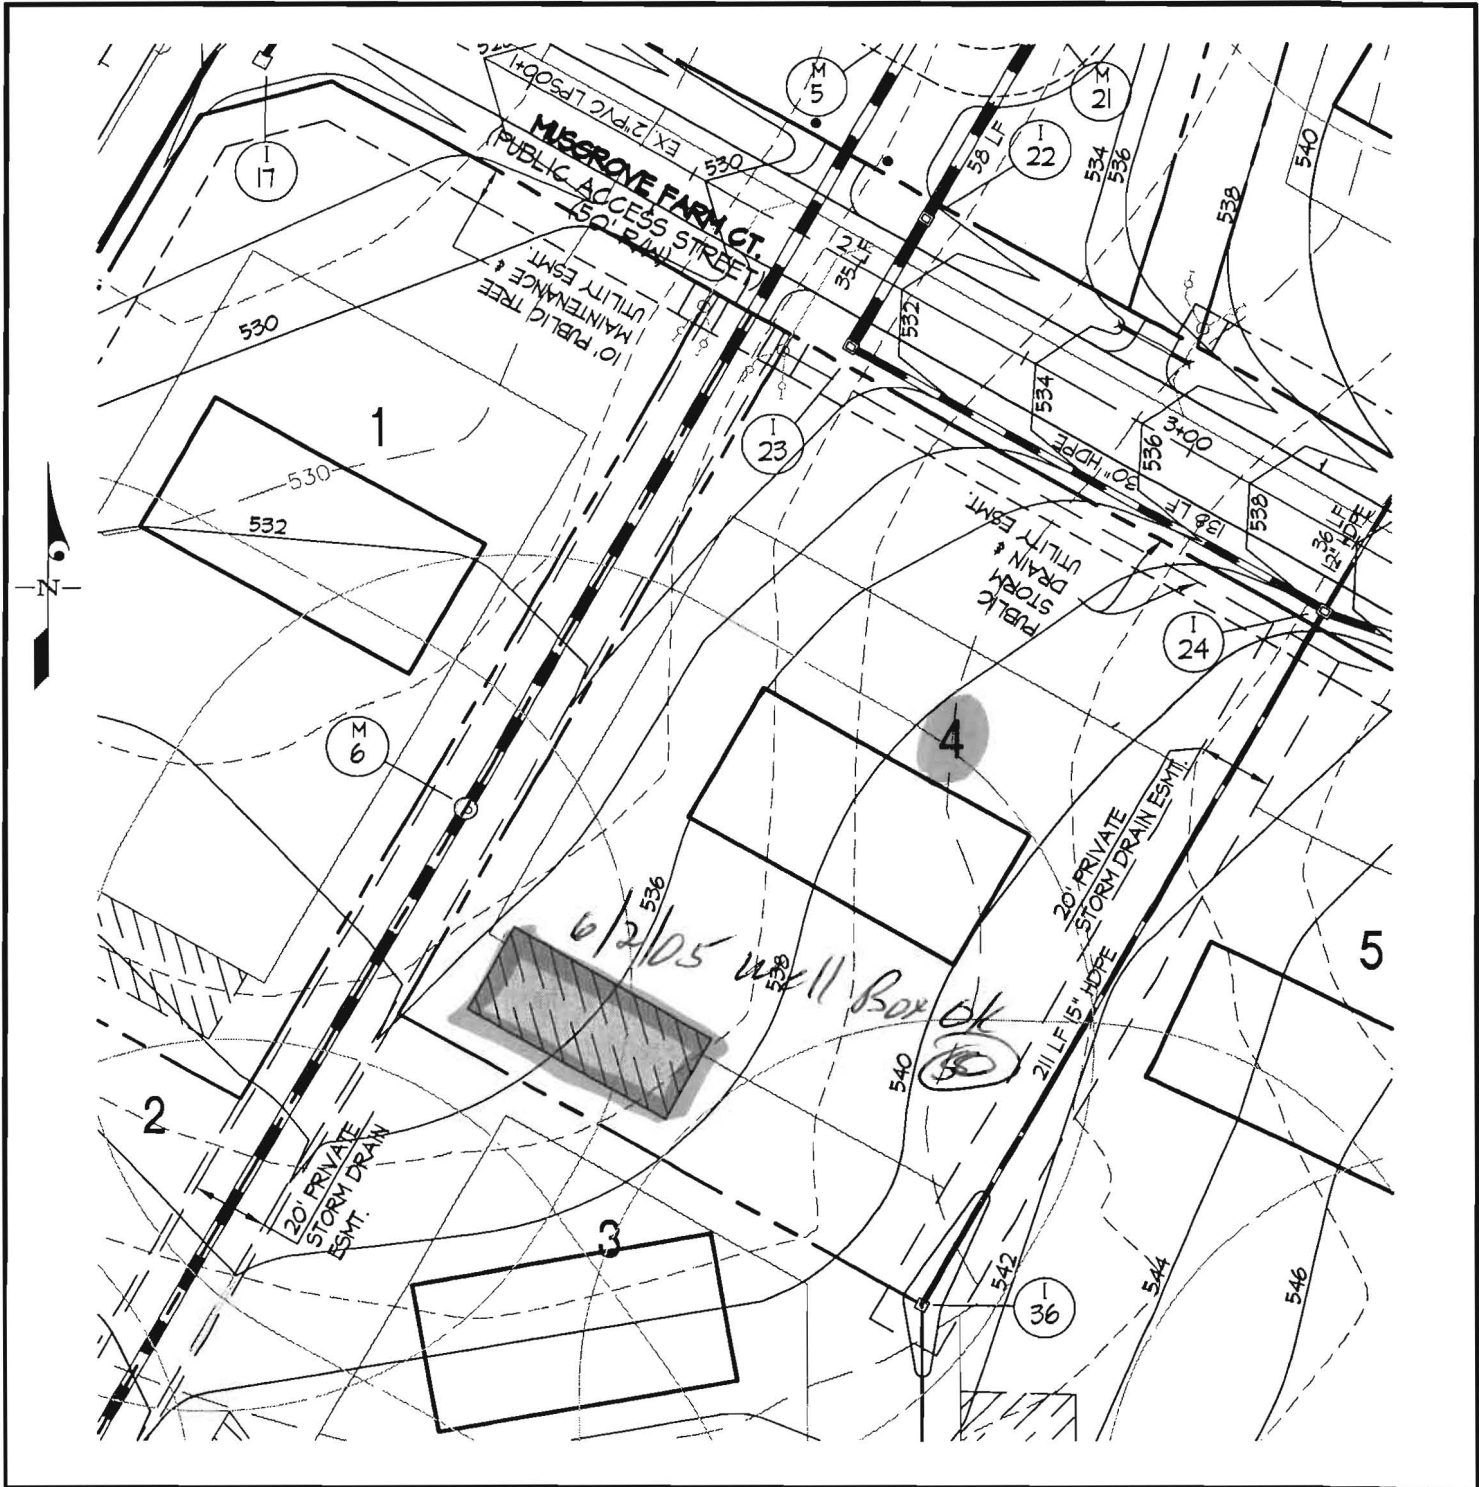 M
5
M
21
I
22
I
17
EX. 2" PVC LPS
00+1
58 LF
534
536
538
540
530
MUSGROVE FARM CT.
(PUBLIC ACCESS STREET)
(50' R/W)
35 LF
10' PUBLIC TREE
MAINTENANCE &
UTILITY ESMT.
530
532
534
536
538
3+00
1
530
532
I
23
30" HDPE
138 LF
36 LF
12" HDPE
PUBLIC
STORM
DRAIN &
UTILITY ESMT.
N
I
24
M
6
4
20' PRIVATE
STORM DRAIN ESMT.
536
538
540
6/2/05 well Box ok
211 LF 15" HDPE
5
2
20' PRIVATE
STORM DRAIN
ESMT.
3
542
544
546
I
36